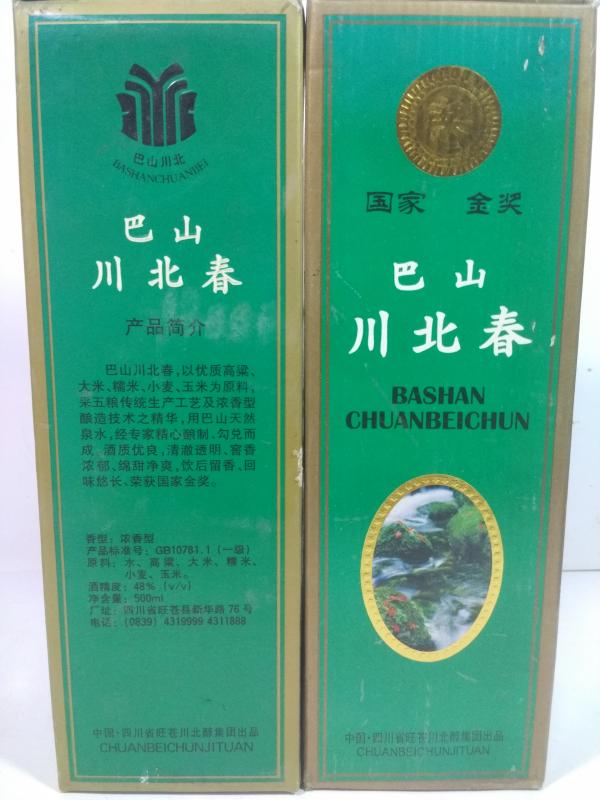 巴山川北
BASHANCHUANBEI
巴山
川北春
产品简介
巴山川北春,以优质高粱、
大米、糯米、小麦、玉米为原料,
采五粮传统生产工艺及浓香型
酿造技术之精华,用巴山天然
泉水,经专家精心酿制、勾兑而
成。酒质优良,清澈透明、窖香
浓郁、绵甜净爽,饮后留香、回
味悠长、荣获国家金奖。
香型:浓香型
产品标准号:GB10781.1(一级)
原料:水、高粱、大米、糯米、
小麦、玉米。
酒精度:48%(v/v)
净含量:500ml
厂址:四川省旺苍县新华路76号
电话:(0839) 4319999 4311888
中国·四川省旺苍川北醇集团出品
CHUANBEICHUNJITUAN
国家 金奖
巴山
川北春
BASHAN
CHUANBEICHUN
中国·四川省旺苍川北醇集团出品
CHUANBEICHUNJITUAN